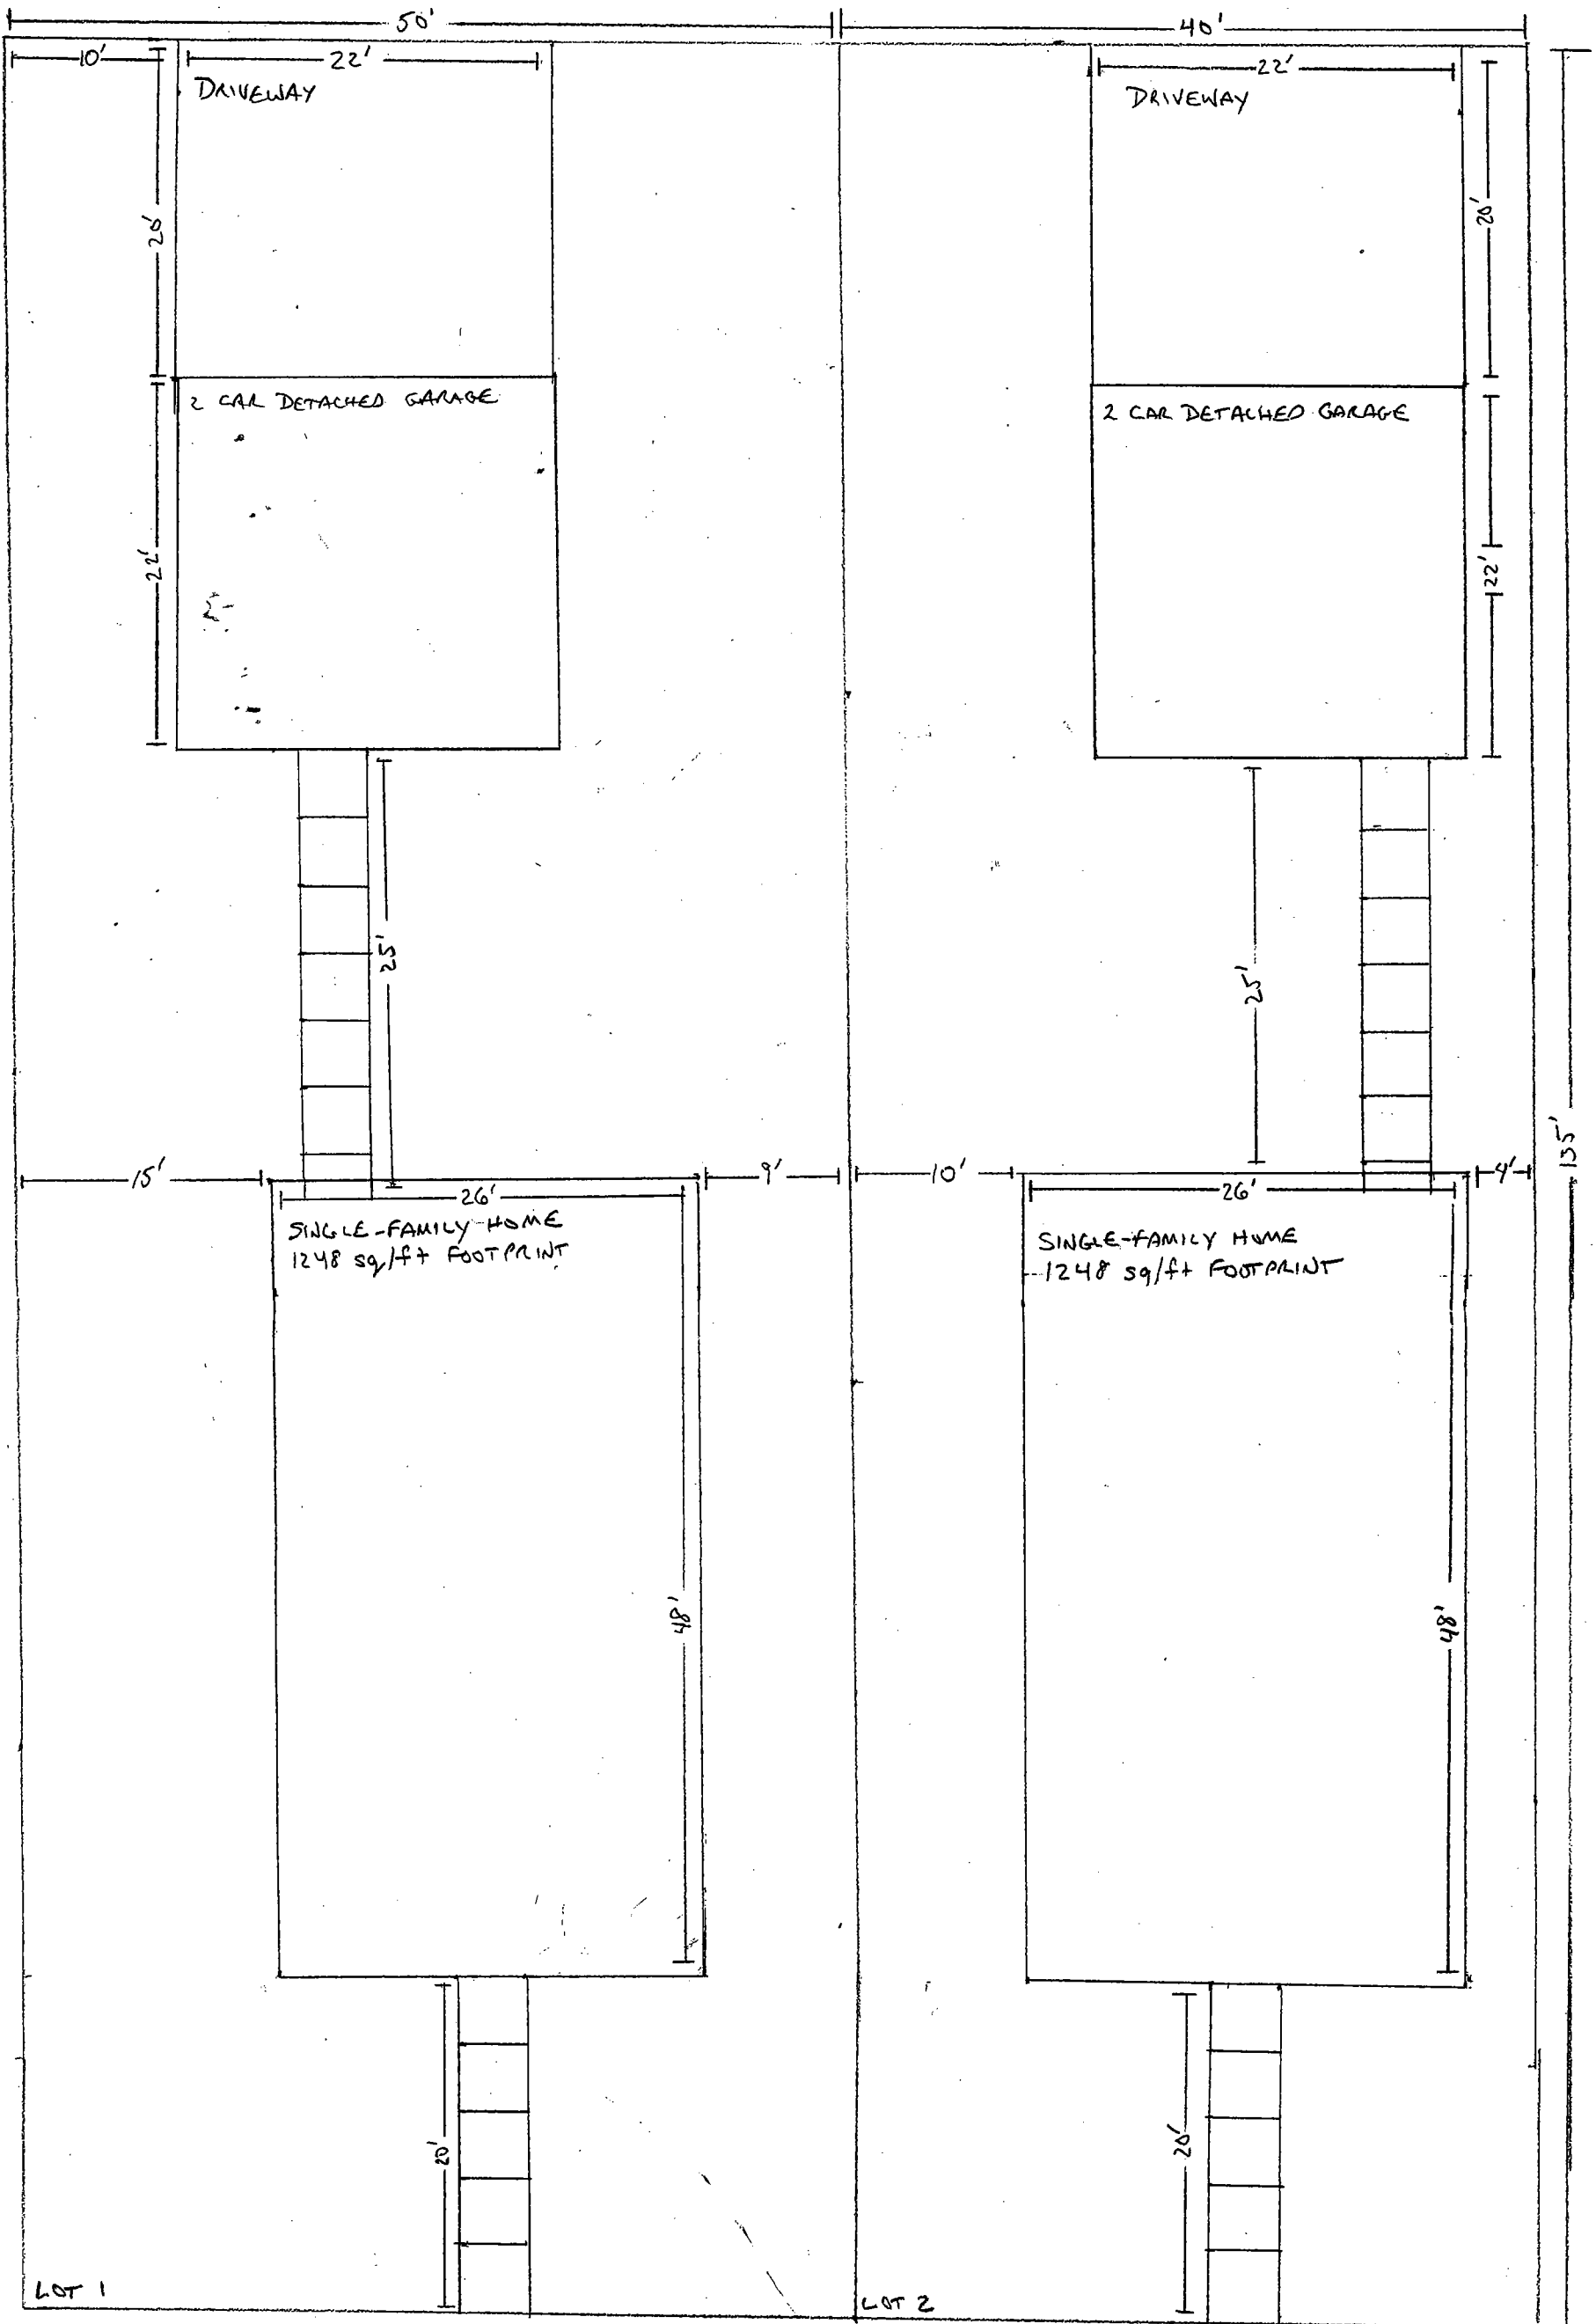 50'
40'
10'
22'
22'
DRIVEWAY
DRIVEWAY
20'
20'
2 CAR DETACHED GARAGE
2 CAR DETACHED GARAGE
22'
22'
25'
25'
135'
15'
9'
10'
4'
26'
26'
SINGLE-FAMILY HOME
1248 sq/ft FOOTPRINT
SINGLE-FAMILY HOME
1248 sq/ft FOOTPRINT
48'
48'
20'
20'
LOT 1
LOT 2